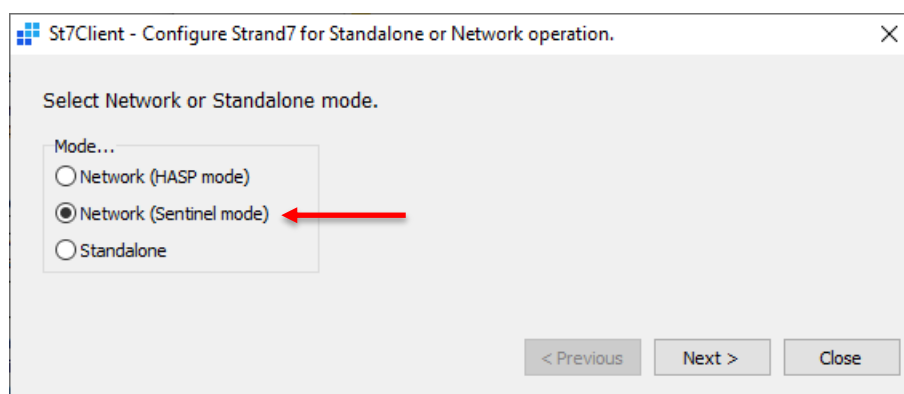 St7Client - Configure Strand7 for Standalone or Network operation.
Select Network or Standalone mode.
Mode...
Network (HASP mode)
Network (Sentinel mode)
Standalone
< Previous Next > Close